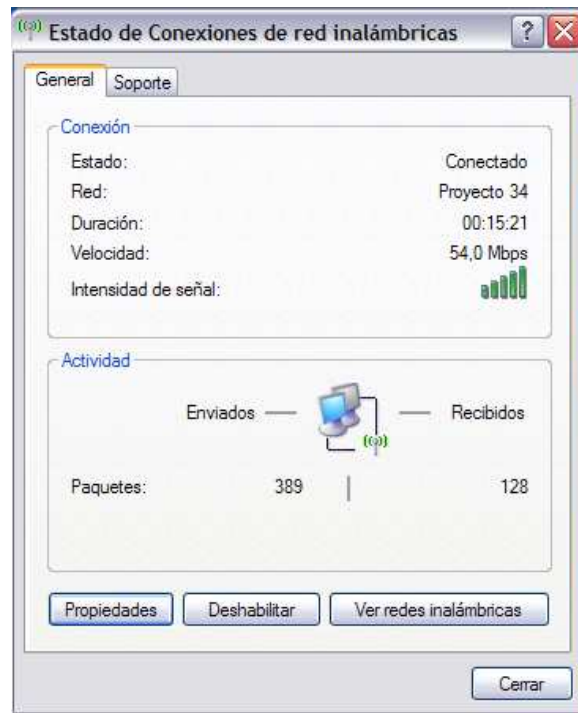 Estado de Conexiones de red inalámbricas
General Soporte
Conexión
Estado: Conectado
Red: Proyecto 34
Duración: 00:15:21
Velocidad: 54,0 Mbps
Intensidad de señal:
Actividad
Enviados Recibidos
Paquetes: 389 128
Propiedades Deshabilitar Ver redes inalámbricas
Cerrar